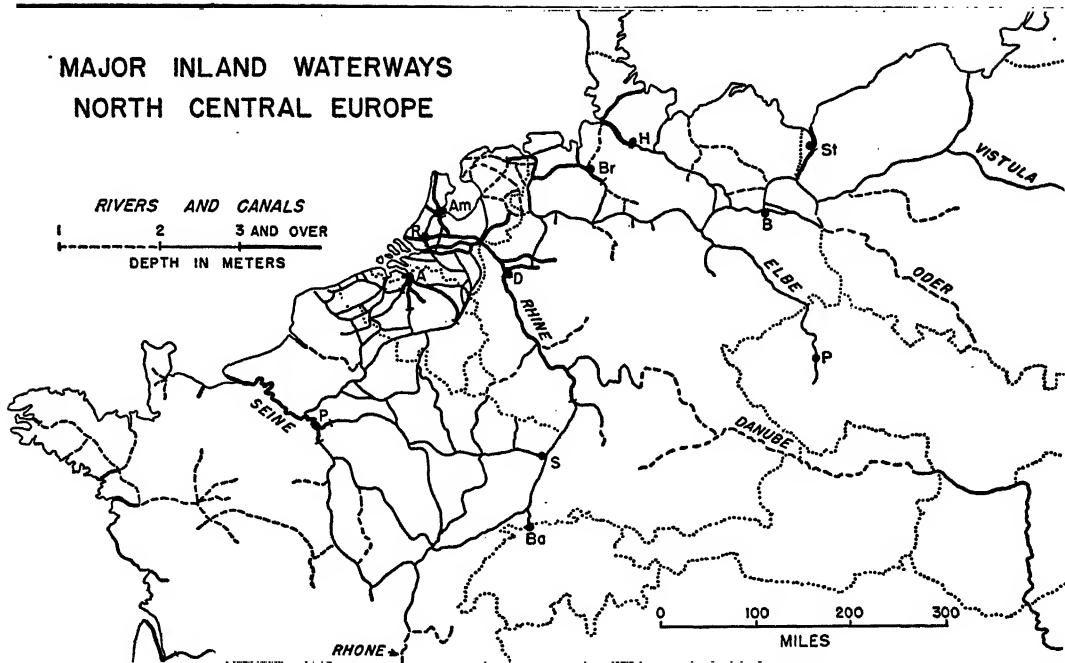 MAJOR INLAND WATERWAYS
NORTH CENTRAL EUROPE
RIVERS AND CANALS
1 2 3 AND OVER
DEPTH IN METERS
H
St
Br
VISTULA
Am
B
R
A
D
ELBE
ODER
RHINE
P
SEINE
P
DANUBE
S
Ba
0 100 200 300
MILES
RHONE